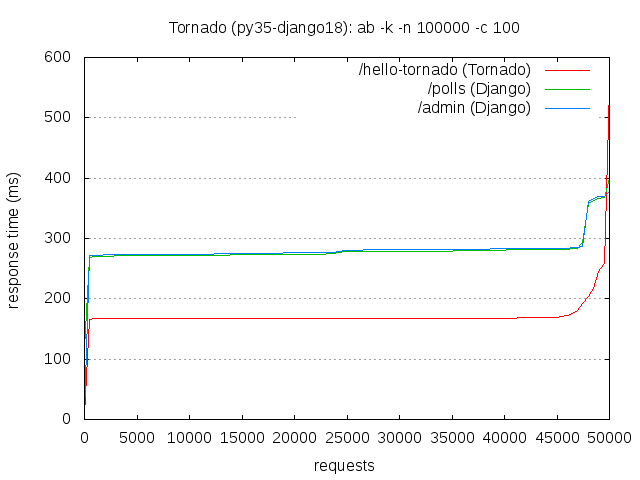 Tornado (py35-django18): ab -k -n 100000 -c 100
600
500
400
300
200
100
0
response time (ms)
/hello-tornado (Tornado)
/polls (Django)
/admin (Django)
0 5000 10000 15000 20000 25000 30000 35000 40000 45000 50000
requests